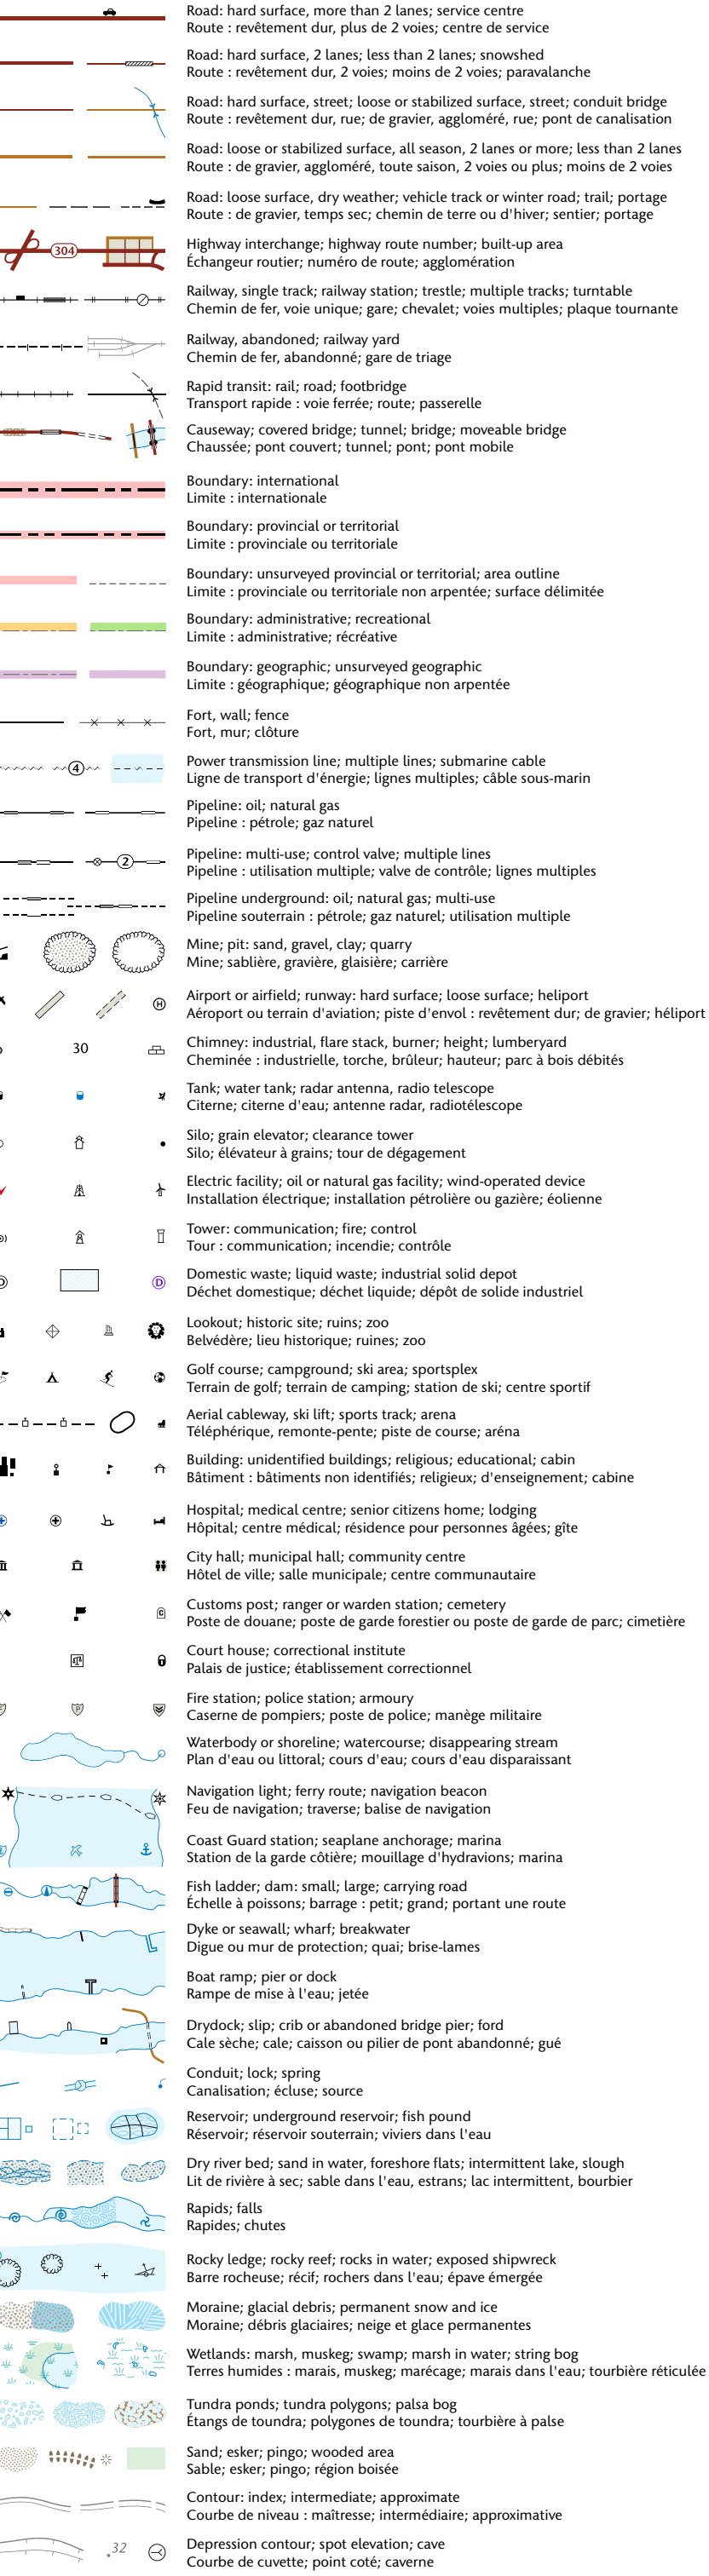 Road: hard surface, more than 2 lanes; service centre
Route : revêtement dur, plus de 2 voies; centre de service
Road: hard surface, 2 lanes; less than 2 lanes; snowshed
Route : revêtement dur, 2 voies; moins de 2 voies; paravalanche
Road: hard surface, street; loose or stabilized surface, street; conduit bridge
Route : revêtement dur, rue; de gravier, aggloméré, rue; pont de canalisation
Road: loose or stabilized surface, all season, 2 lanes or more; less than 2 lanes
Route : de gravier, aggloméré, toute saison, 2 voies ou plus; moins de 2 voies
Road: loose surface, dry weather; vehicle track or winter road; trail; portage
Route : de gravier, temps sec; chemin de terre ou d'hiver; sentier; portage
304
Highway interchange; highway route number; built-up area
Échangeur routier; numéro de route; agglomération
Railway, single track; railway station; trestle; multiple tracks; turntable
Chemin de fer, voie unique; gare; chevalet; voies multiples; plaque tournante
Railway, abandoned; railway yard
Chemin de fer, abandonné; gare de triage
Rapid transit: rail; road; footbridge
Transport rapide : voie ferrée; route; passerelle
Causeway; covered bridge; tunnel; bridge; moveable bridge
Chaussée; pont couvert; tunnel; pont; pont mobile
Boundary: international
Limite : internationale
Boundary: provincial or territorial
Limite : provinciale ou territoriale
Boundary: unsurveyed provincial or territorial; area outline
Limite : provinciale ou territoriale non arpentée; surface délimitée
Boundary: administrative; recreational
Limite : administrative; récréative
Boundary: geographic; unsurveyed geographic
Limite : géographique; géographique non arpentée
Fort, wall; fence
Fort, mur; clôture
4
Power transmission line; multiple lines; submarine cable
Ligne de transport d'énergie; lignes multiples; câble sous-marin
Pipeline: oil; natural gas
Pipeline : pétrole; gaz naturel
2
Pipeline: multi-use; control valve; multiple lines
Pipeline : utilisation multiple; valve de contrôle; lignes multiples
Pipeline underground: oil; natural gas; multi-use
Pipeline souterrain : pétrole; gaz naturel; utilisation multiple
Mine; pit: sand, gravel, clay; quarry
Mine; sablière, gravière, glaisière; carrière
H
Airport or airfield; runway: hard surface; loose surface; heliport
Aéroport ou terrain d'aviation; piste d'envol : revêtement dur; de gravier; héliport
30
Chimney: industrial, flare stack, burner; height; lumberyard
Cheminée : industrielle, torche, brûleur; hauteur; parc à bois débités
Tank; water tank; radar antenna, radio telescope
Citerne; citerne d'eau; antenne radar, radiotélescope
Silo; grain elevator; clearance tower
Silo; élévateur à grains; tour de dégagement
Electric facility; oil or natural gas facility; wind-operated device
Installation électrique; installation pétrolière ou gazière; éolienne
Tower: communication; fire; control
Tour : communication; incendie; contrôle
D D
Domestic waste; liquid waste; industrial solid depot
Déchet domestique; déchet liquide; dépôt de solide industriel
Lookout; historic site; ruins; zoo
Belvédère; lieu historique; ruines; zoo
Golf course; campground; ski area; sportsplex
Terrain de golf; terrain de camping; station de ski; centre sportif
Aerial cableway, ski lift; sports track; arena
Téléphérique, remonte-pente; piste de course; aréna
Building: unidentified buildings; religious; educational; cabin
Bâtiment : bâtiments non identifiés; religieux; d'enseignement; cabine
Hospital; medical centre; senior citizens home; lodging
Hôpital; centre médical; résidence pour personnes âgées; gîte
City hall; municipal hall; community centre
Hôtel de ville; salle municipale; centre communautaire
C
Customs post; ranger or warden station; cemetery
Poste de douane; poste de garde forestier ou poste de garde de parc; cimetière
Court house; correctional institute
Palais de justice; établissement correctionnel
P
Fire station; police station; armoury
Caserne de pompiers; poste de police; manège militaire
Waterbody or shoreline; watercourse; disappearing stream
Plan d'eau ou littoral; cours d'eau; cours d'eau disparaissant
Navigation light; ferry route; navigation beacon
Feu de navigation; traverse; balise de navigation
Coast Guard station; seaplane anchorage; marina
Station de la garde côtière; mouillage d'hydravions; marina
Fish ladder; dam: small; large; carrying road
Échelle à poissons; barrage : petit; grand; portant une route
Dyke or seawall; wharf; breakwater
Digue ou mur de protection; quai; brise-lames
Boat ramp; pier or dock
Rampe de mise à l'eau; jetée
Drydock; slip; crib or abandoned bridge pier; ford
Cale sèche; cale; caisson ou pilier de pont abandonné; gué
Conduit; lock; spring
Canalisation; écluse; source
Reservoir; underground reservoir; fish pound
Réservoir; réservoir souterrain; viviers dans l'eau
Dry river bed; sand in water, foreshore flats; intermittent lake, slough
Lit de rivière à sec; sable dans l'eau, estrans; lac intermittent, bourbier
Rapids; falls
Rapides; chutes
Rocky ledge; rocky reef; rocks in water; exposed shipwreck
Barre rocheuse; récif; rochers dans l'eau; épave émergée
Moraine; glacial debris; permanent snow and ice
Moraine; débris glaciaires; neige et glace permanentes
Wetlands: marsh, muskeg; swamp; marsh in water; string bog
Terres humides : marais, muskeg; marécage; marais dans l'eau; tourbière réticulée
Tundra ponds; tundra polygons; palsa bog
Étangs de toundra; polygones de toundra; tourbière à palse
Sand; esker; pingo; wooded area
Sable; esker; pingo; région boisée
Contour: index; intermediate; approximate
Courbe de niveau : maîtresse; intermédiaire; approximative
.32
Depression contour; spot elevation; cave
Courbe de cuvette; point coté; caverne